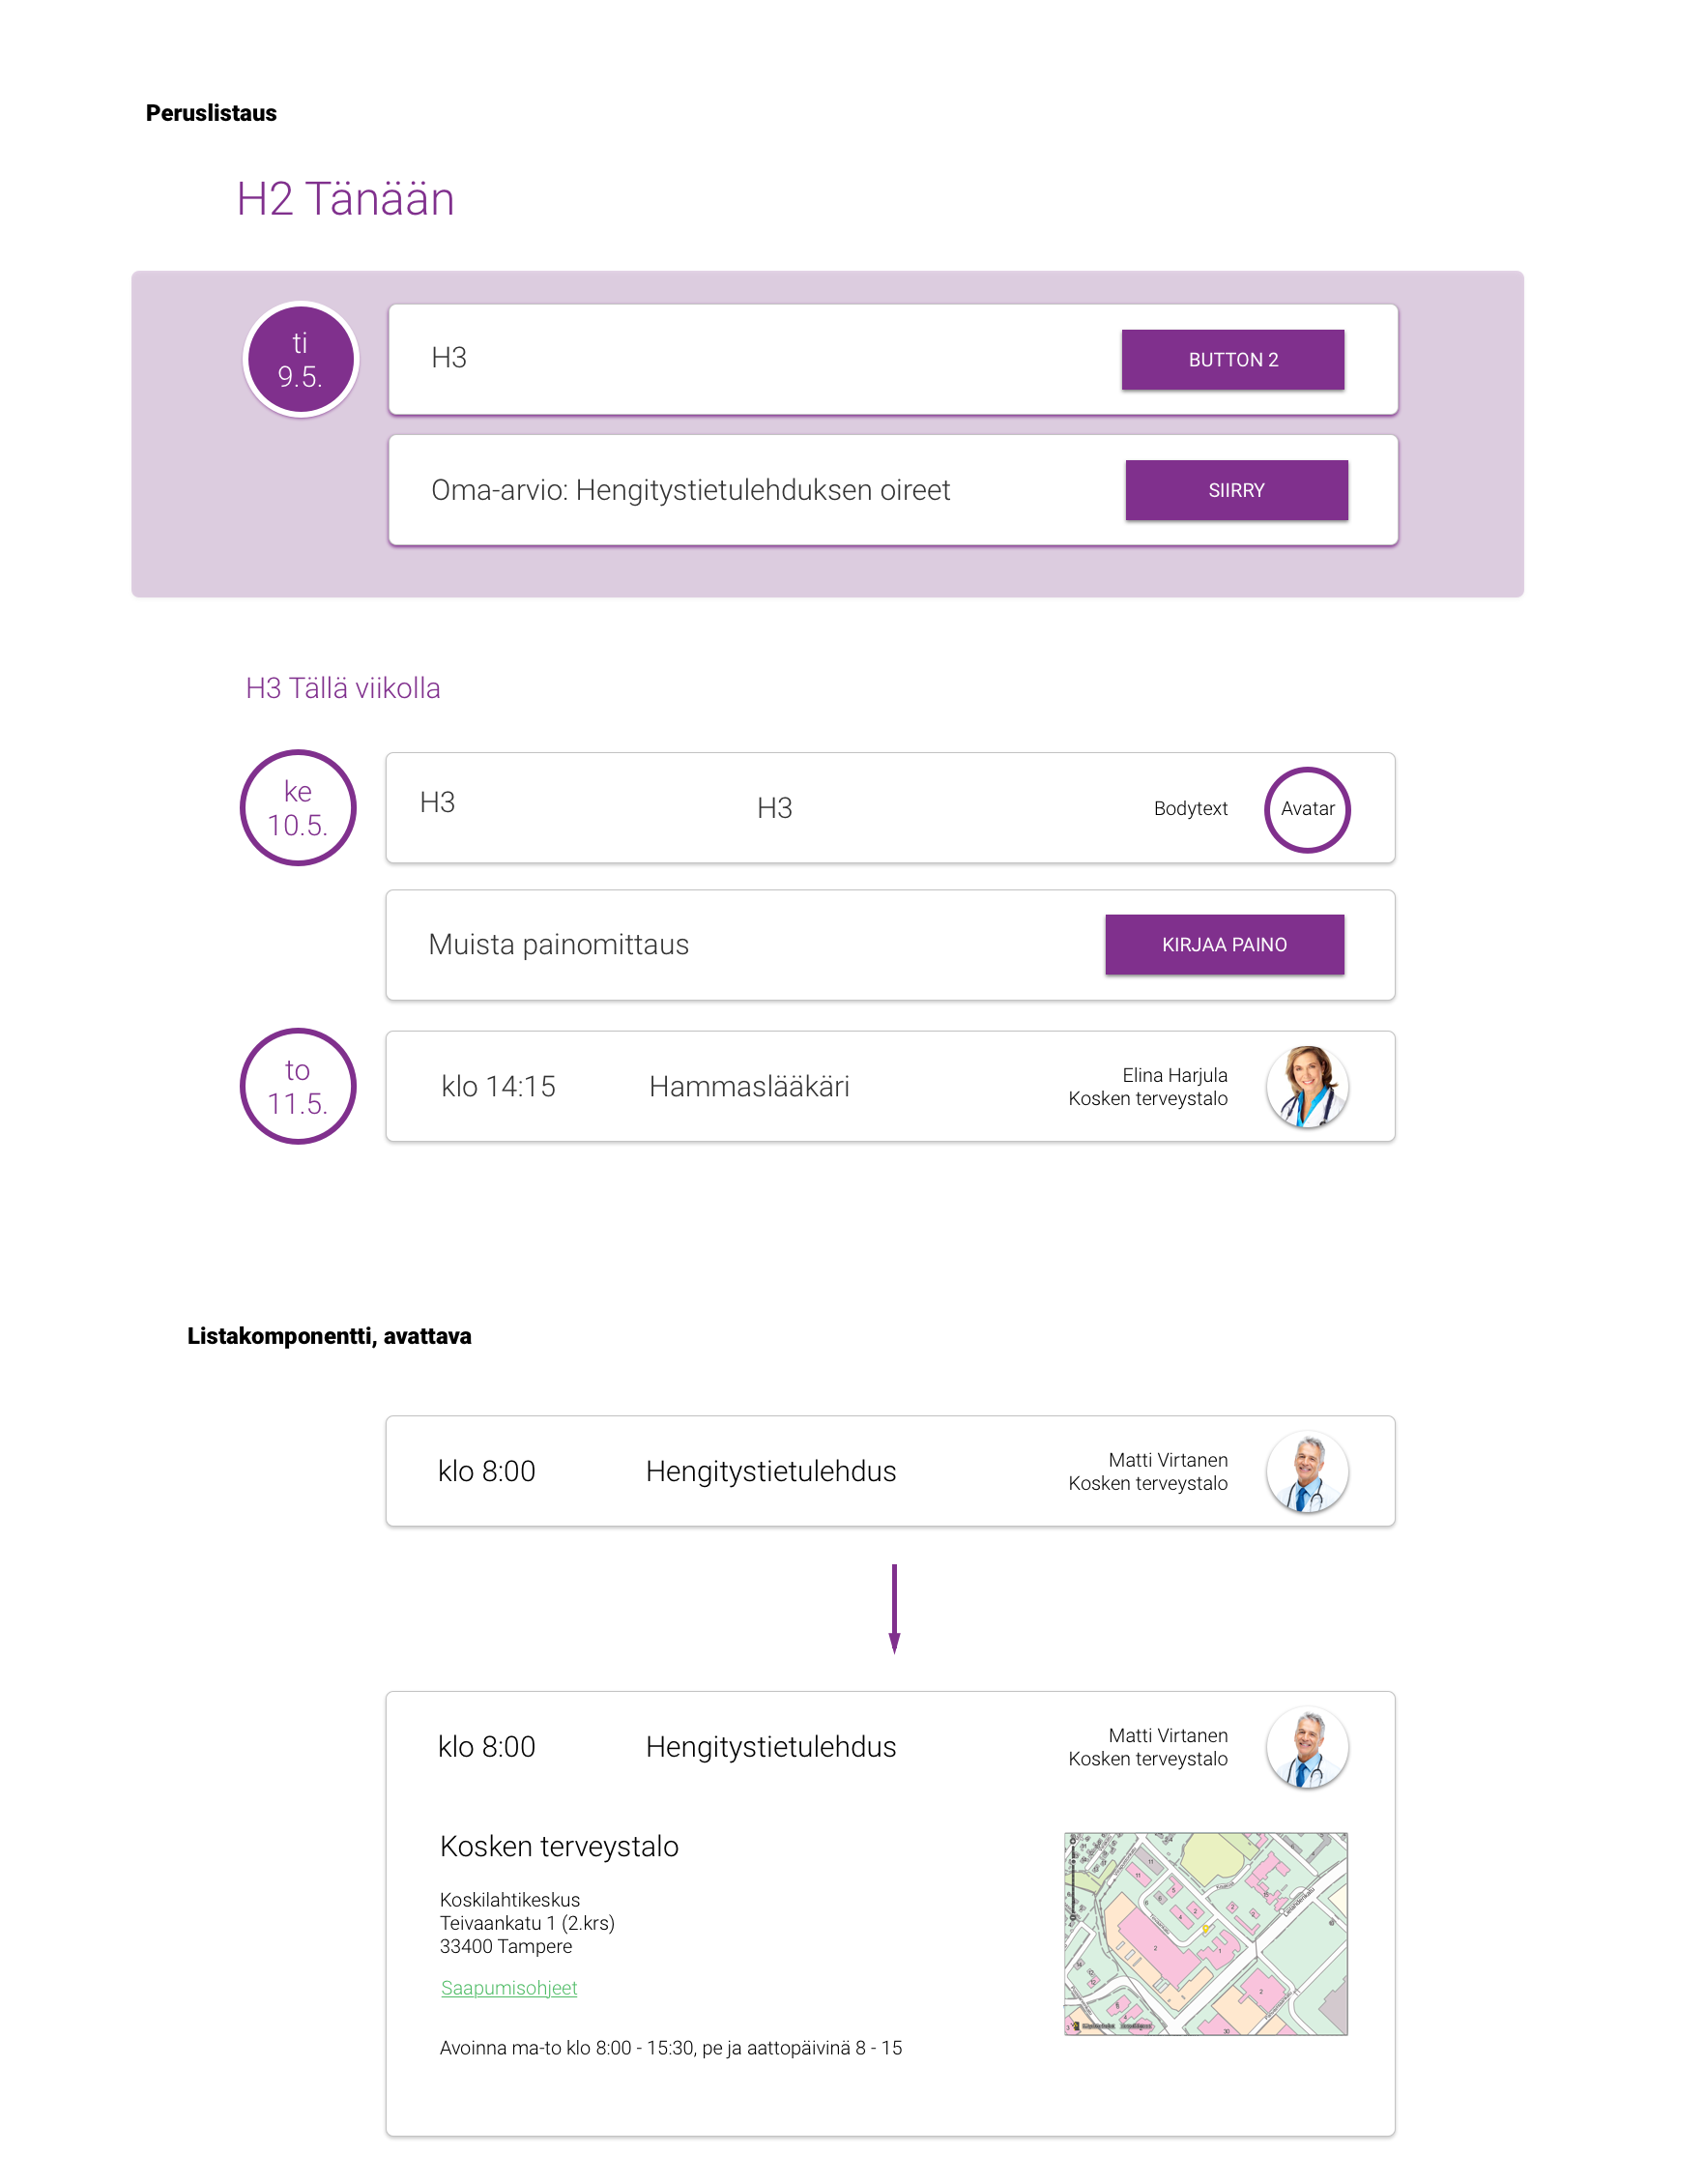 Peruslistaus
H2 Tänään
ti
9.5.
H3
BUTTON 2
Oma-arvio: Hengitystietulehduksen oireet
SIIRRY
H3 Tällä viikolla
ke
10.5.
H3
H3
Bodytext
Avatar
Muista painomittaus
KIRJAA PAINO
to
11.5.
klo 14:15
Hammaslääkäri
Elina Harjula
Kosken terveystalo
Listakomponentti, avattava
klo 8:00
Hengitystietulehdus
Matti Virtanen
Kosken terveystalo
klo 8:00
Hengitystietulehdus
Matti Virtanen
Kosken terveystalo
Kosken terveystalo
Koskilahtikeskus
Teivaankatu 1 (2.krs)
33400 Tampere
Saapumisohjeet
Avoinna ma-to klo 8:00 - 15:30, pe ja aattopäivinä 8 - 15